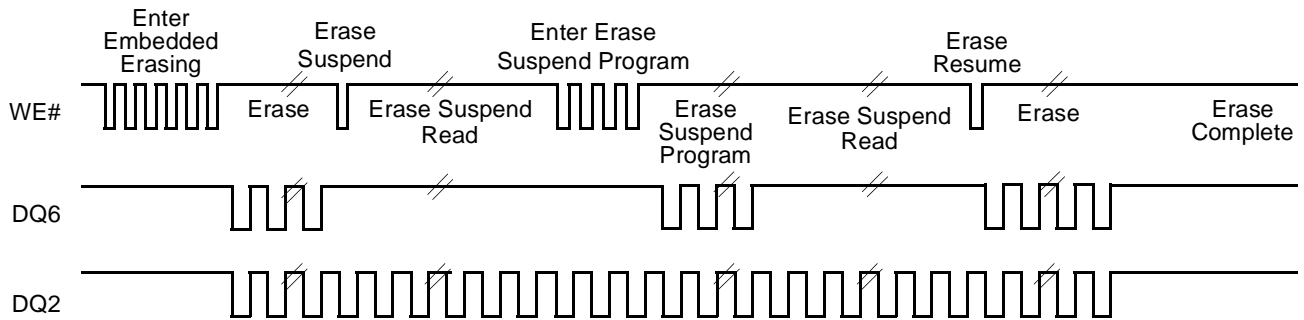 Enter
Embedded
Erasing
Erase
Suspend
Enter Erase
Suspend Program
Erase
Resume
WE#
Erase
Erase Suspend
Read
Erase
Suspend
Program
Erase Suspend
Read
Erase
Erase
Complete
DQ6
DQ2